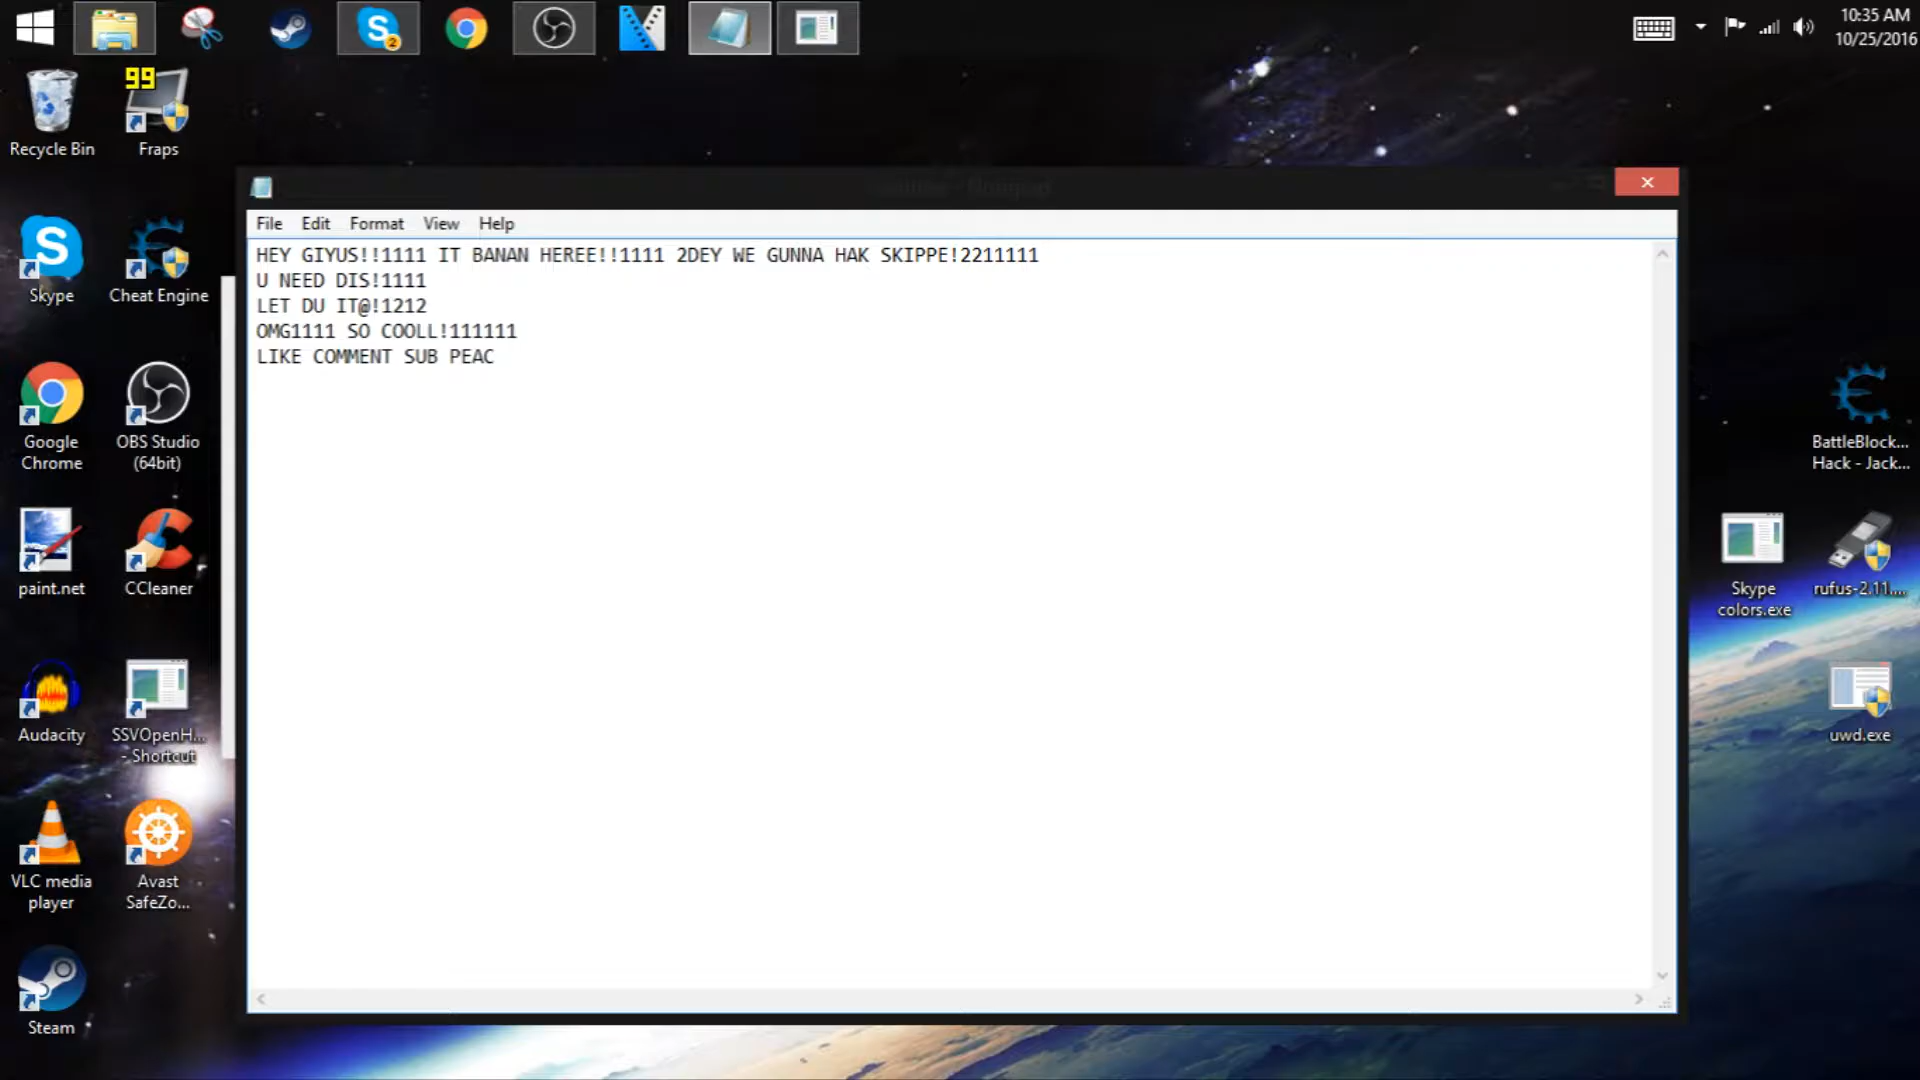 10:35 AM
10/25/2016
2
99
Recycle Bin
Fraps
File Edit Format View Help
HEY GIYUS!!1111 IT BANAN HEREE!!1111 2DEY WE GUNNA HAK SKIPPE!2211111
U NEED DIS!1111
LET DU IT@!1212
OMG1111 SO COOLL!111111
LIKE COMMENT SUB PEAC
Skype
Cheat Engine
Google
Chrome
OBS Studio
(64bit)
paint.net
CCleaner
Audacity
SSVOpenH...
- Shortcut
VLC media
player
Avast
SafeZo...
Steam
BattleBlock...
Hack - Jack...
Skype
colors.exe
rufus-2.11....
uwd.exe